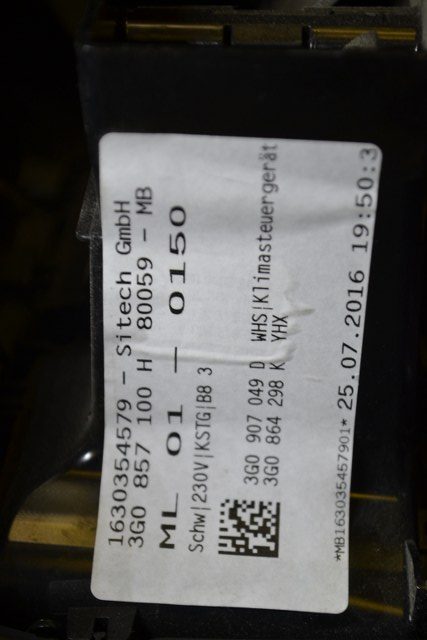 1630354579 - Sitech GmbH
3G0 857 100 H 80059 - MB
ML 01 - 0150
Schw|230V|KSTG|B8 3
3G0 907 049 D WHS|Klimasteuergerät
3G0 864 298 K YHX
*MB163035457901* 25.07.2016 19:50:3